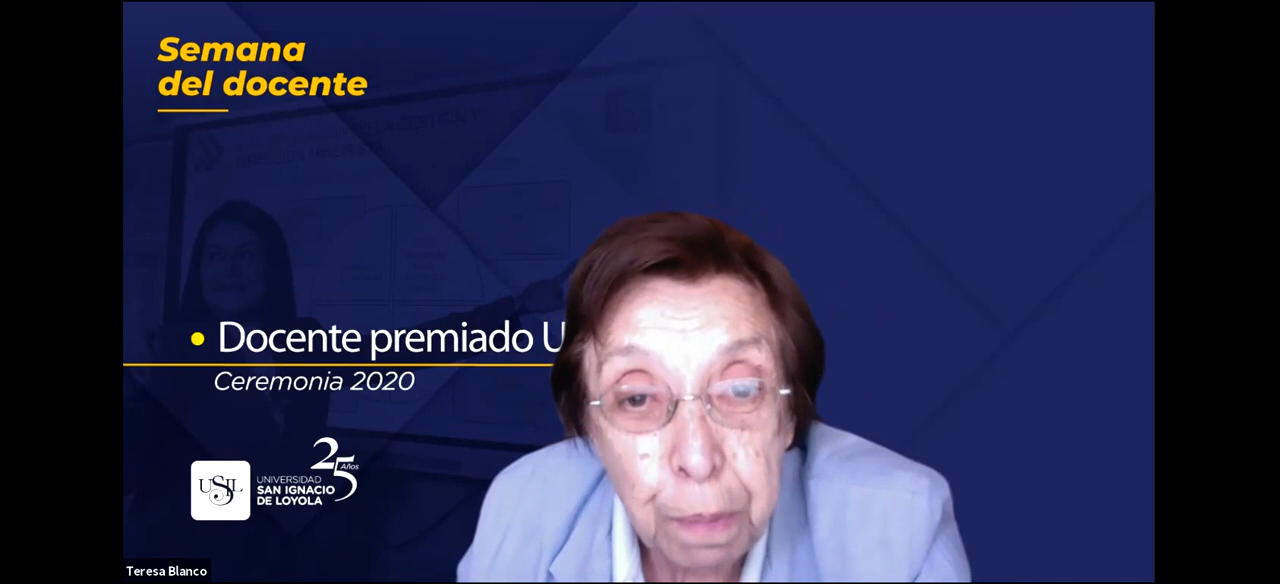 Semana
del docente
Docente premiado U
Ceremonia 2020
USIL
UNIVERSIDAD
SAN IGNACIO
DE LOYOLA
25
Años
Teresa Blanco